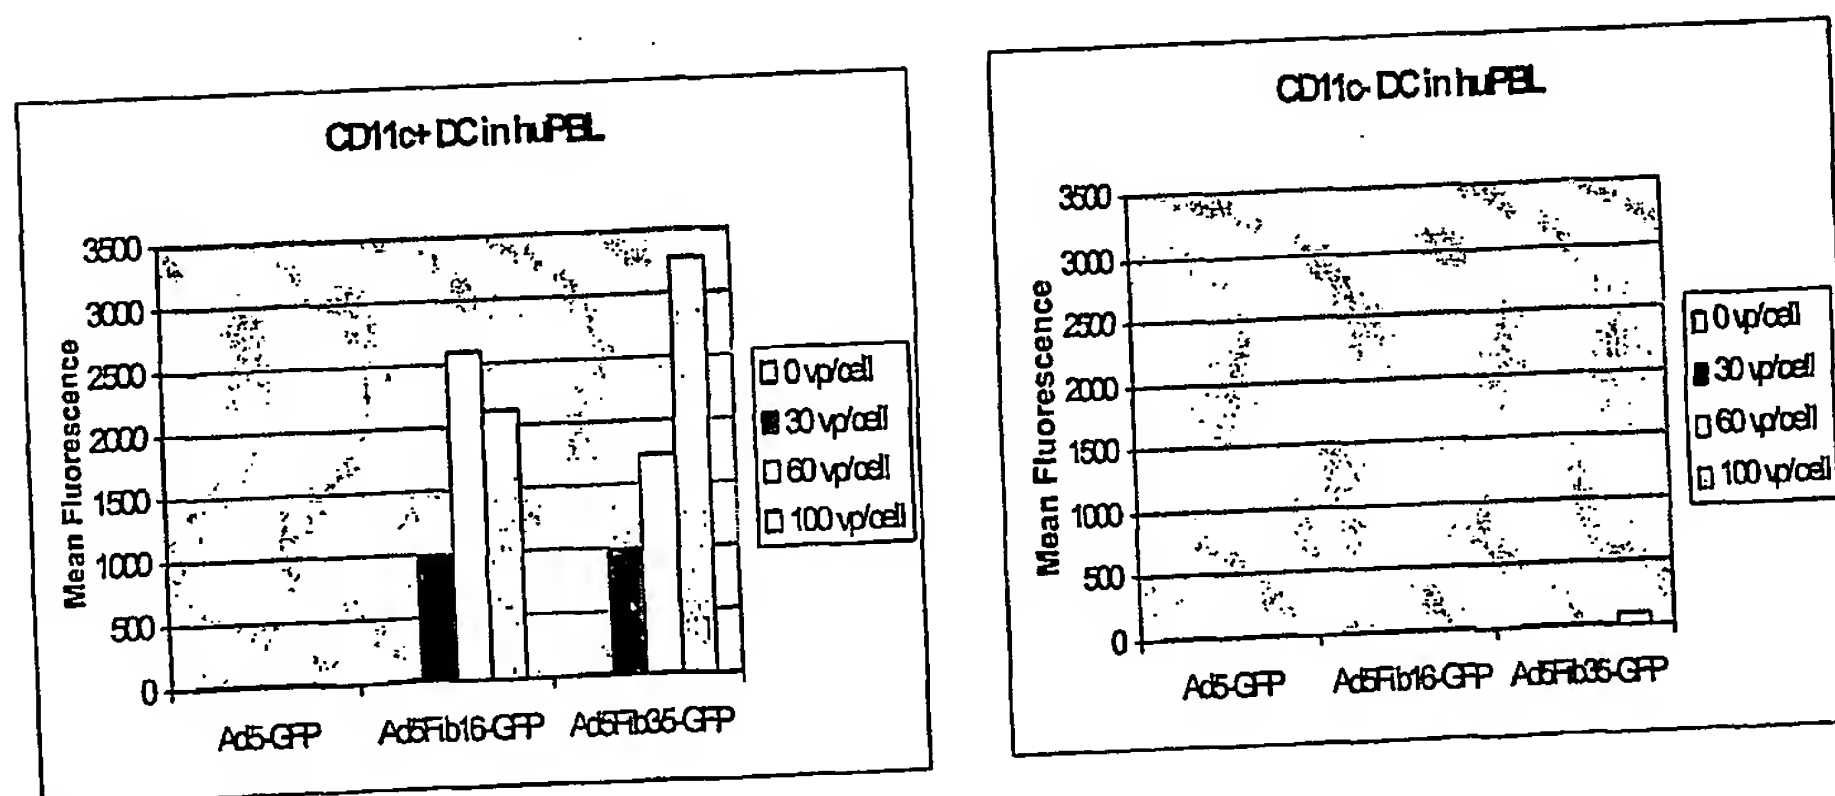 CD11c+ DC in huPBL
3500
3000
2500
2000
1500
1000
500
0
Mean Fluorescence
Ad5-GFP Ad5Fib16-GFP Ad5Fib35-GFP
0 vp/cell
30 vp/cell
60 vp/cell
100 vp/cell
CD11c- DC in huPBL
3500
3000
2500
2000
1500
1000
500
0
Mean Fluorescence
Ad5-GFP Ad5Fib16-GFP Ad5Fib35-GFP
0 vp/cell
30 vp/cell
60 vp/cell
100 vp/cell